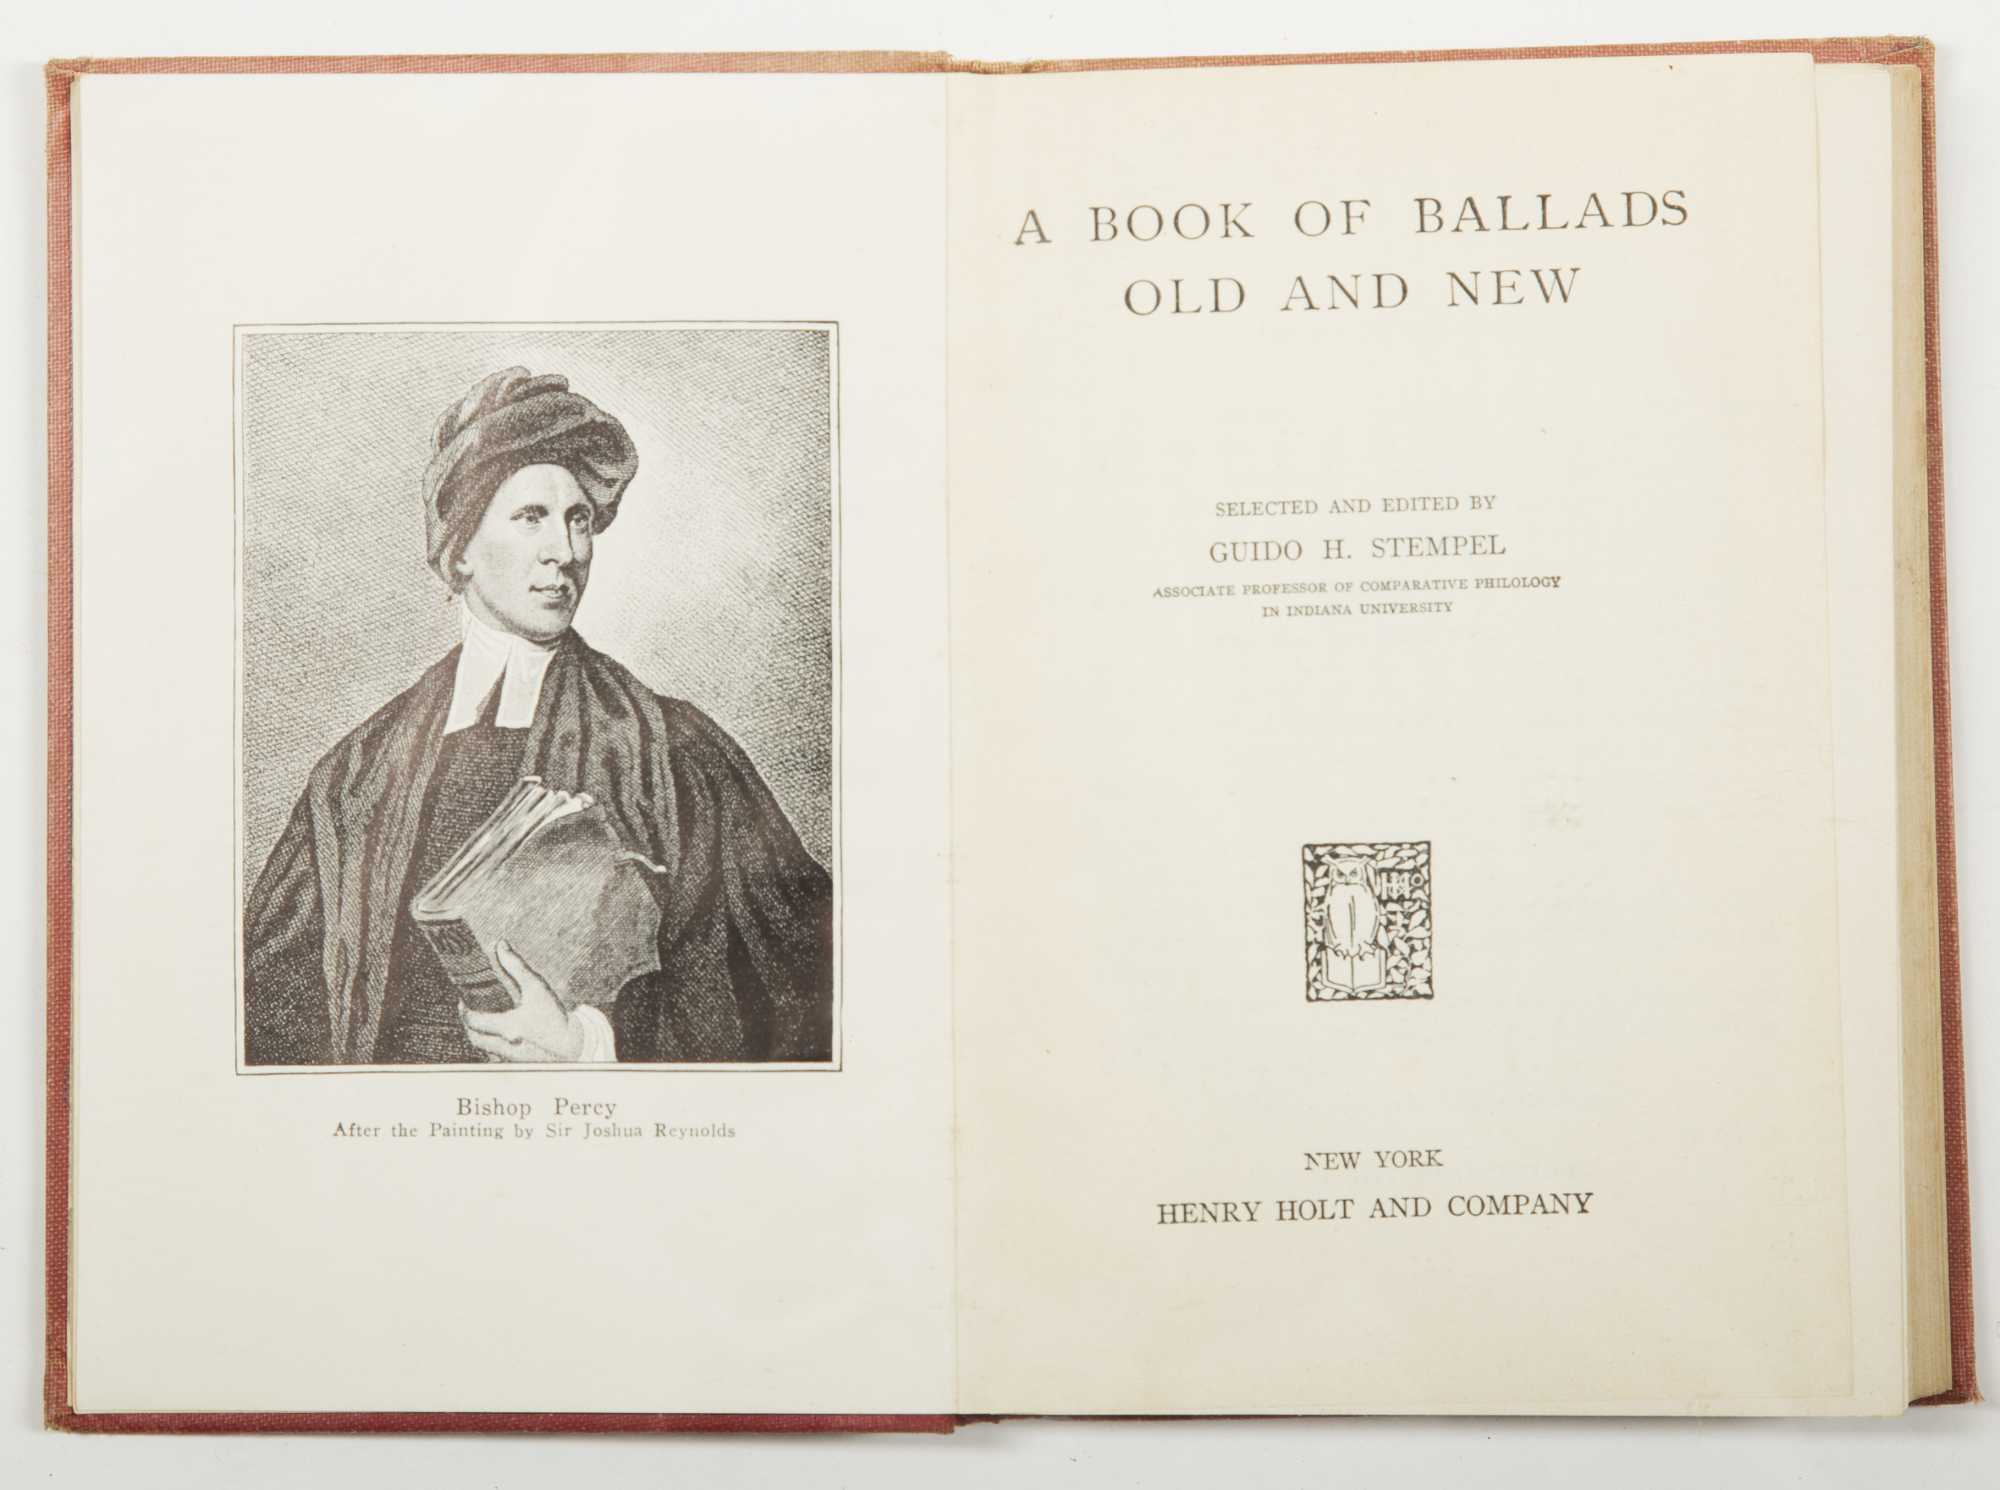 Bishop Percy
After the Painting by Sir Joshua Reynolds
A BOOK OF BALLADS
OLD AND NEW
SELECTED AND EDITED BY
GUIDO H. STEMPEL
ASSOCIATE PROFESSOR OF COMPARATIVE PHILOLOGY
IN INDIANA UNIVERSITY
NEW YORK
HENRY HOLT AND COMPANY